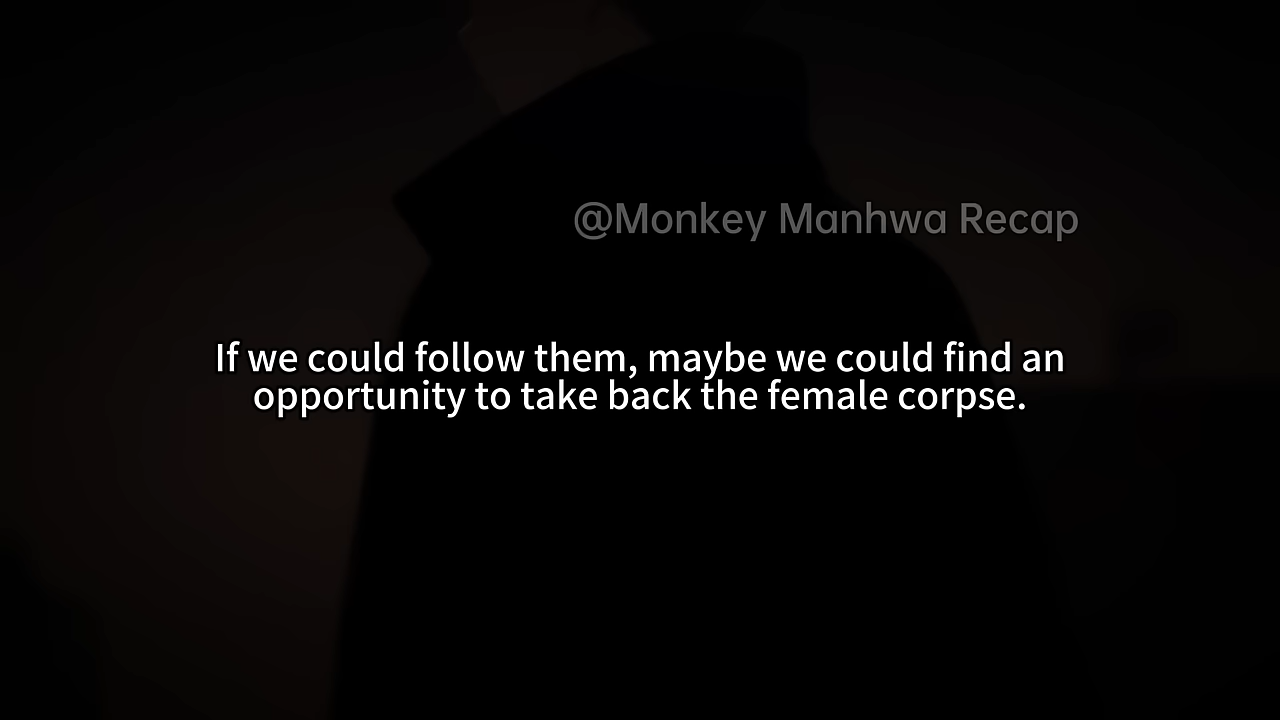 @Monkey Manhwa Recap
If we could follow them, maybe we could find an
opportunity to take back the female corpse.